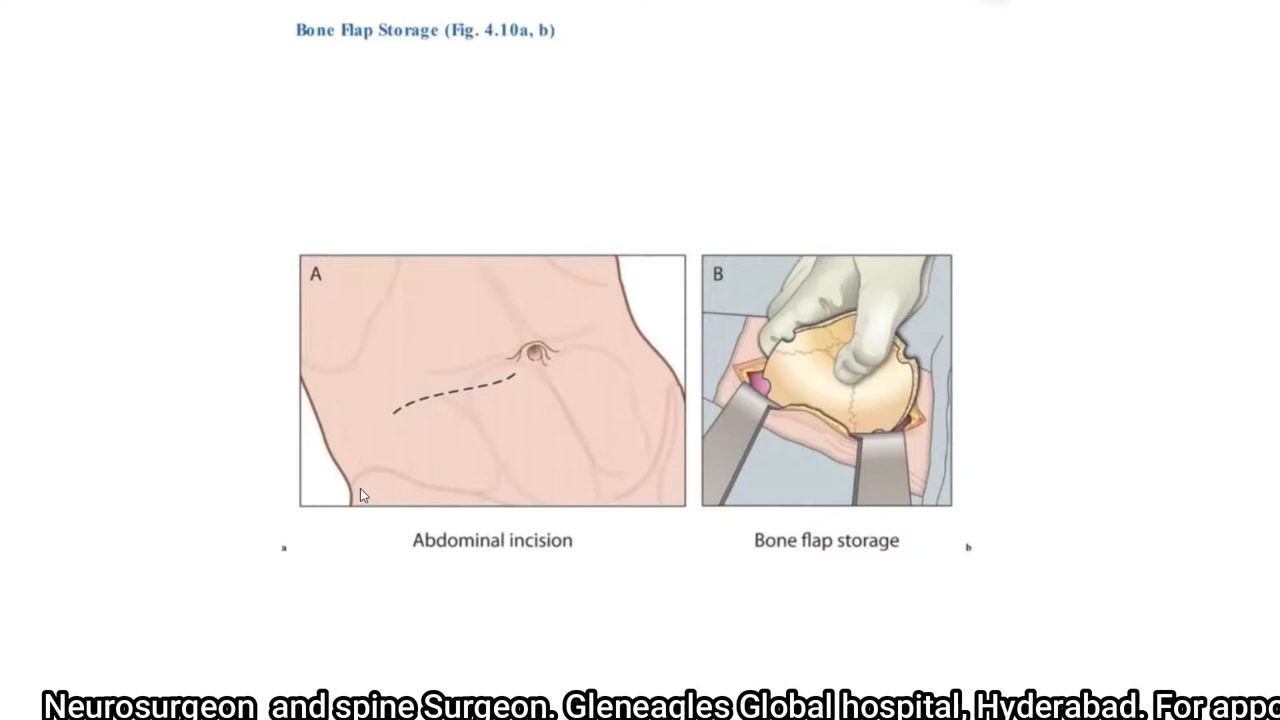 Bone Flap Storage (Fig. 4.10a, b)
A
B
Abdominal incision
Bone flap storage
a
b
Neurosurgeon and spine Surgeon. Gleneagles Global hospital, Hyderabad. For appo